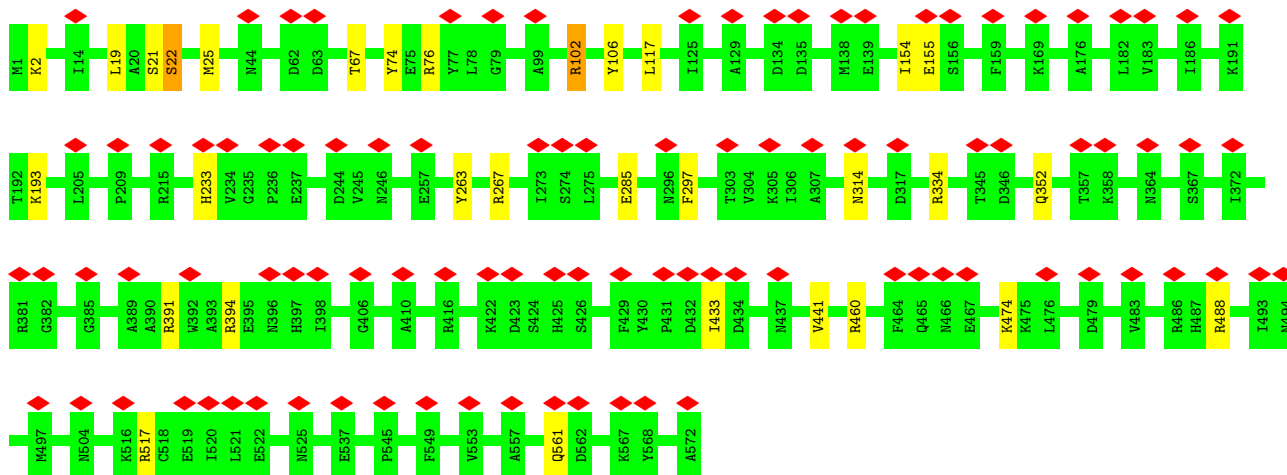 M1 K2 I14 L19 A20 S21 S22 M25 N44 D62 D63 T67 Y74 E75 R76 Y77 L78 G79 A99 R102 Y106 L117 I125 A129 D134 D135 M138 E139 I154 E155 S156 F159 K169 A176 L182 V183 I186 K191
T192 K193 L205 P209 R215 H233 V234 G235 P236 E237 D244 V245 N246 E257 Y263 R267 I273 S274 L275 E285 N296 F297 T303 V304 K305 I306 A307 N314 D317 R334 T345 D346 Q352 T357 K358 N364 S367 I372
R381 G382 G385 A389 A390 R391 W392 A393 R394 E395 N396 H397 I398 G406 A410 R416 K422 D423 S424 H425 S426 F429 Y430 P431 D432 I433 D434 N437 V441 R460 F464 Q465 N466 E467 K474 K475 L476 D479 V483 R486 H487 R488 I493
M497 N504 K516 R517 C518 E519 I520 L521 E522 N525 E537 P545 F549 V553 A557 Q561 D562 K567 Y568 A572